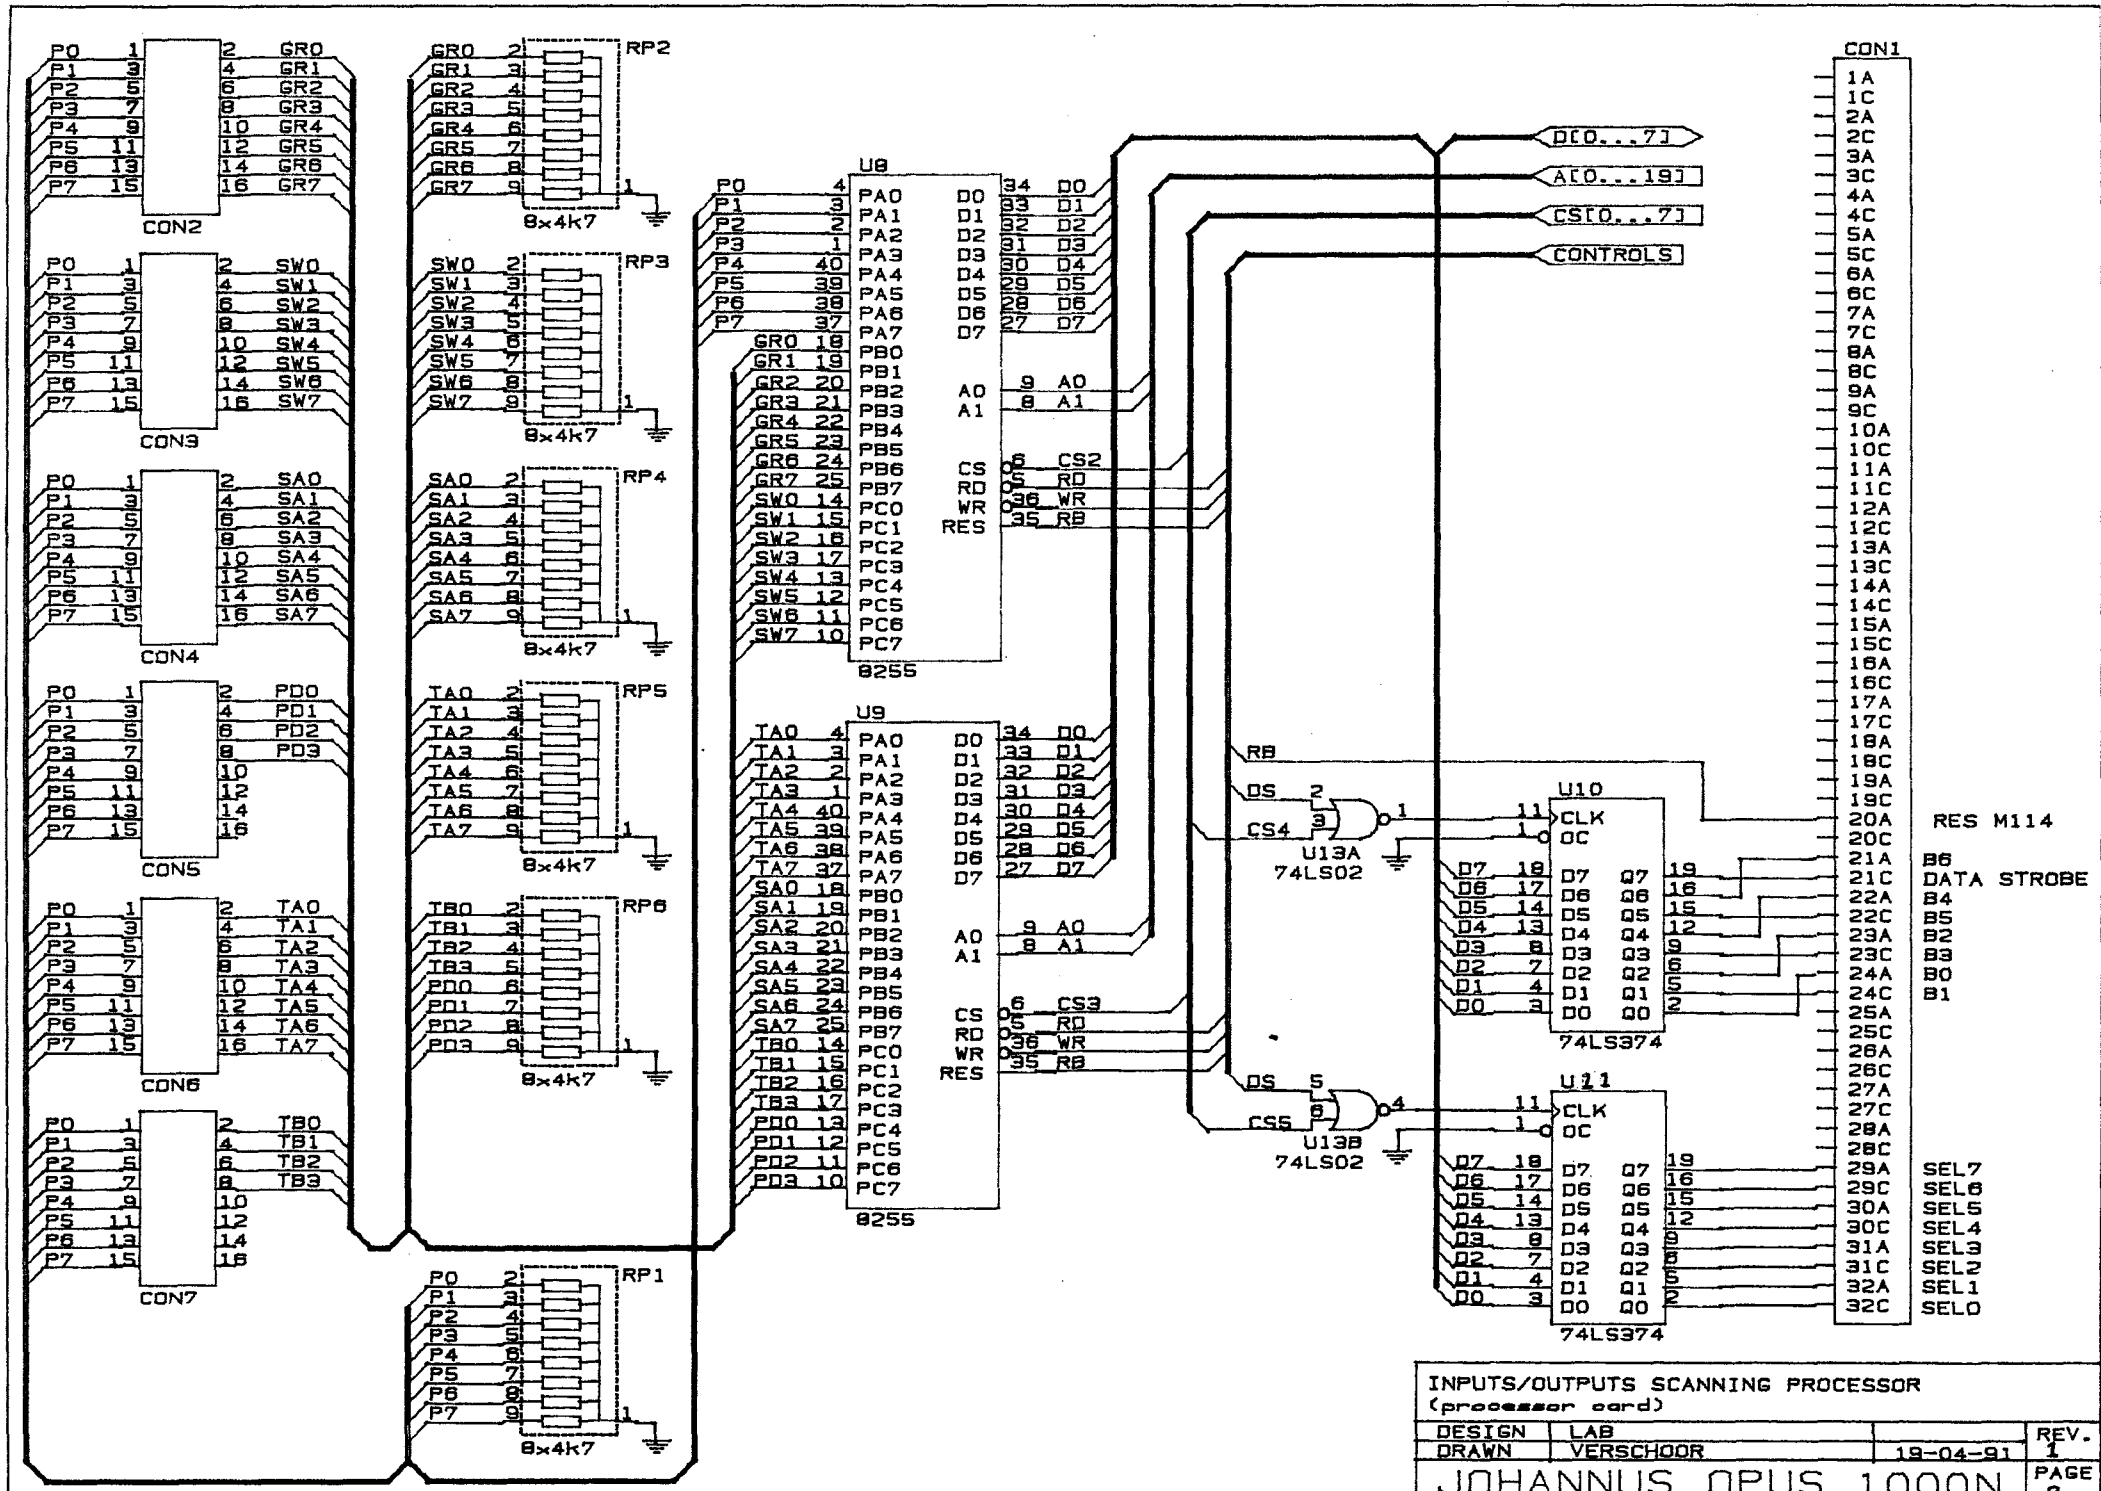 P0 1 2 GR0
P1 3 4 GR1
P2 5 6 GR2
P3 7 8 GR3
P4 9 10 GR4
P5 11 12 GR5
P6 13 14 GR6
P7 15 16 GR7
CON2
P0 1 2 SW0
P1 3 4 SW1
P2 5 6 SW2
P3 7 8 SW3
P4 9 10 SW4
P5 11 12 SW5
P6 13 14 SW6
P7 15 16 SW7
CON3
P0 1 2 SA0
P1 3 4 SA1
P2 5 6 SA2
P3 7 8 SA3
P4 9 10 SA4
P5 11 12 SA5
P6 13 14 SA6
P7 15 16 SA7
CON4
P0 1 2 PD0
P1 3 4 PD1
P2 5 6 PD2
P3 7 8 PD3
P4 9 10
P5 11 12
P6 13 14
P7 15 16
CON5
P0 1 2 TA0
P1 3 4 TA1
P2 5 6 TA2
P3 7 8 TA3
P4 9 10 TA4
P5 11 12 TA5
P6 13 14 TA6
P7 15 16 TA7
CON6
P0 1 2 TB0
P1 3 4 TB1
P2 5 6 TB2
P3 7 8 TB3
P4 9 10
P5 11 12
P6 13 14
P7 15 16
CON7
GR0 2 RP2
GR1 3
GR2 4
GR3 5
GR4 6
GR5 7
GR6 8
GR7 9 1
8x4k7
SW0 2 RP3
SW1 3
SW2 4
SW3 5
SW4 6
SW5 7
SW6 8
SW7 9 1
8x4k7
SA0 2 RP4
SA1 3
SA2 4
SA3 5
SA4 6
SA5 7
SA6 8
SA7 9 1
8x4k7
TA0 2 RP5
TA1 3
TA2 4
TA3 5
TA4 6
TA5 7
TA6 8
TA7 9 1
8x4k7
TB0 2 RP6
TB1 3
TB2 4
TB3 5
PD0 6
PD1 7
PD2 8
PD3 9 1
8x4k7
P0 2 RP1
P1 3
P2 4
P3 5
P4 6
P5 7
P6 8
P7 9 1
8x4k7
U8
P0 4 PA0 D0 34 D0
P1 3 PA1 D1 33 D1
P2 2 PA2 D2 32 D2
P3 1 PA3 D3 31 D3
P4 40 PA4 D4 30 D4
P5 39 PA5 D5 29 D5
P6 38 PA6 D6 28 D6
P7 37 PA7 D7 27 D7
GR0 18 PB0
GR1 19 PB1
GR2 20 PB2 A0 9 A0
GR3 21 PB3 A1 8 A1
GR4 22 PB4
GR5 23 PB5
GR6 24 PB6 CS 6 CS2
GR7 25 PB7 RD 5 RD
SW0 14 PC0 WR 36 WR
SW1 15 PC1 RES 35 RB
SW2 16 PC2
SW3 17 PC3
SW4 13 PC4
SW5 12 PC5
SW6 11 PC6
SW7 10 PC7
8255
U9
TA0 4 PA0 D0 34 D0
TA1 3 PA1 D1 33 D1
TA2 2 PA2 D2 32 D2
TA3 1 PA3 D3 31 D3
TA4 40 PA4 D4 30 D4
TA5 39 PA5 D5 29 D5
TA6 38 PA6 D6 28 D6
TA7 37 PA7 D7 27 D7
SA0 18 PB0
SA1 19 PB1
SA2 20 PB2 A0 9 A0
SA3 21 PB3 A1 8 A1
SA4 22 PB4
SA5 23 PB5
SA6 24 PB6 CS 6 CS3
SA7 25 PB7 RD 5 RD
TB0 14 PC0 WR 36 WR
TB1 15 PC1 RES 35 RB
TB2 16 PC2
TB3 17 PC3
PD0 13 PC4
PD1 12 PC5
PD2 11 PC6
PD3 10 PC7
8255
D[0...7]
A[0...19]
CS[0...7]
CONTROLS
RB
DS 2 1
CS4 3
U13A
74LS02
U10
11 CLK
1 OC
D7 18 D7 Q7 19
D6 17 D6 Q6 16
D5 14 D5 Q5 15
D4 13 D4 Q4 12
D3 8 D3 Q3 9
D2 7 D2 Q2 6
D1 4 D1 Q1 5
D0 3 D0 Q0 2
74LS374
DS 5 4
CS5 6
U13B
74LS02
U11
11 CLK
1 OC
D7 18 D7 Q7 19
D6 17 D6 Q6 16
D5 14 D5 Q5 15
D4 13 D4 Q4 12
D3 8 D3 Q3 9
D2 7 D2 Q2 6
D1 4 D1 Q1 5
D0 3 D0 Q0 2
74LS374
CON1
1A
1C
2A
2C
3A
3C
4A
4C
5A
5C
6A
6C
7A
7C
8A
8C
9A
9C
10A
10C
11A
11C
12A
12C
13A
13C
14A
14C
15A
15C
16A
16C
17A
17C
18A
18C
19A
19C
20A RES M114
20C
21A B6
21C DATA STROBE
22A B4
22C B5
23A B2
23C B3
24A B0
24C B1
25A
25C
26A
26C
27A
27C
28A
28C
29A SEL7
29C SEL6
30A SEL5
30C SEL4
31A SEL3
31C SEL2
32A SEL1
32C SEL0
INPUTS/OUTPUTS SCANNING PROCESSOR
(processor card)
DESIGN LAB REV.
DRAWN VERSCHOOR 19-04-91 1
JOHANNUS OPUS 1000N PAGE